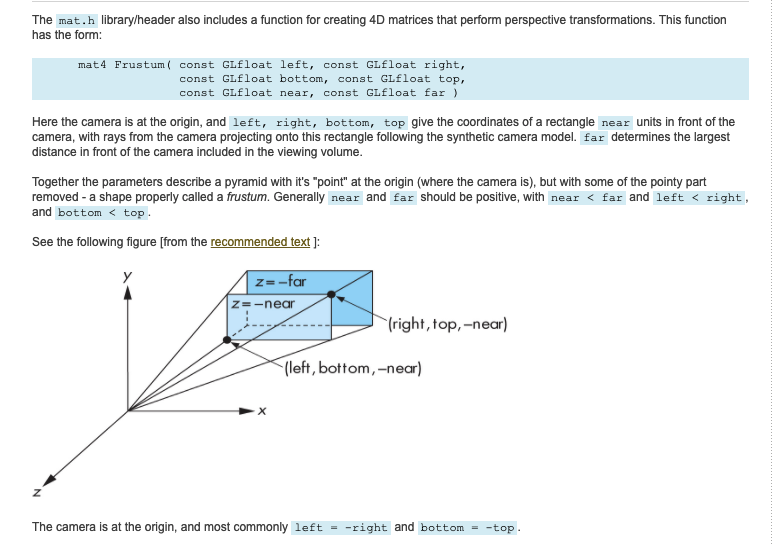 The mat.h library/header also includes a function for creating 4D matrices that perform perspective transformations. This function
has the form:
mat4 Frustum( const GLfloat left, const GLfloat right,
const GLfloat bottom, const GLfloat top,
const GLfloat near, const GLfloat far )
Here the camera is at the origin, and left, right, bottom, top give the coordinates of a rectangle near units in front of the
camera, with rays from the camera projecting onto this rectangle following the synthetic camera model. far determines the largest
distance in front of the camera included in the viewing volume.
Together the parameters describe a pyramid with it's "point" at the origin (where the camera is), but with some of the pointy part
removed - a shape properly called a frustum. Generally near and far should be positive, with near < far and left < right,
and bottom < top.
See the following figure [from the recommended text ]:
y
z=-far
z=-near
(right, top, -near)
(left, bottom, -near)
x
z
The camera is at the origin, and most commonly left = -right and bottom = -top.